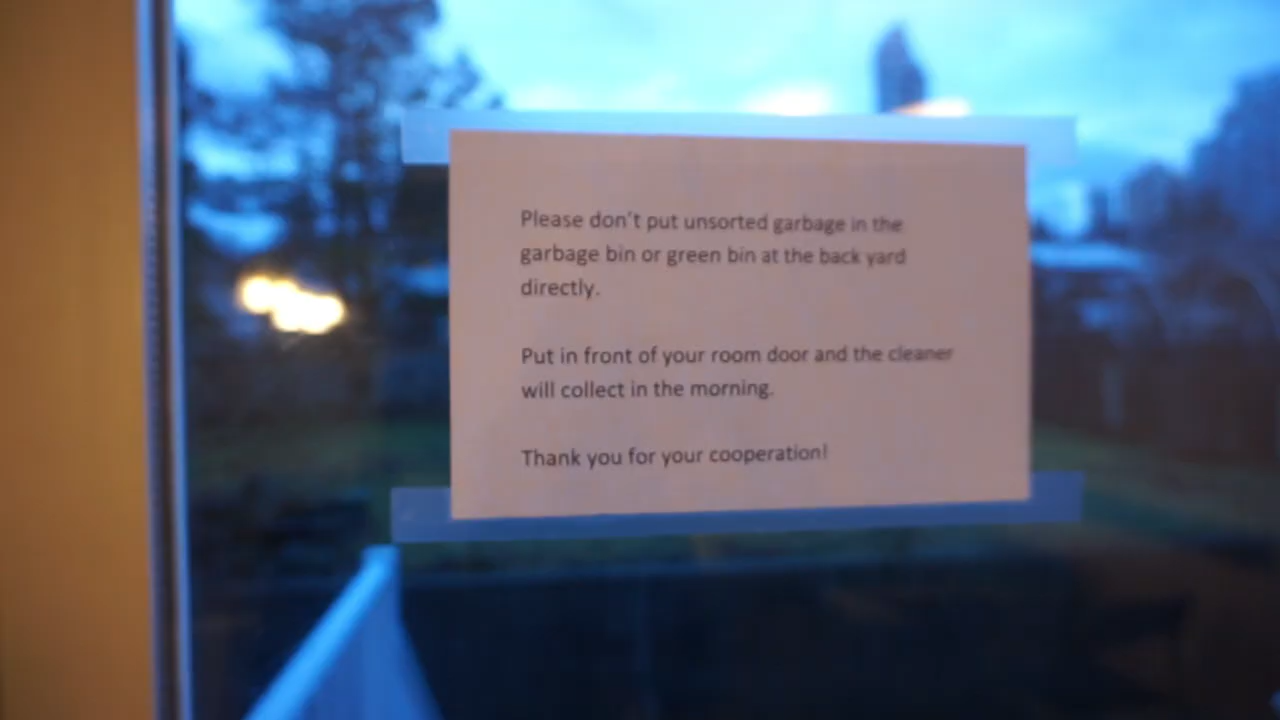 Please don't put unsorted garbage in the
garbage bin or green bin at the back yard
directly.
Put in front of your room door and the cleaner
will collect in the morning.
Thank you for your cooperation!